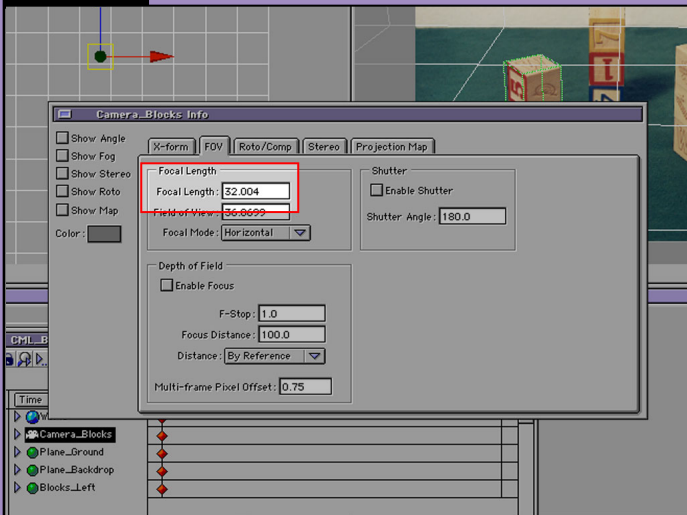 Camera_Blocks Info
Show Angle
Show Fog
Show Stereo
Show Roto
Show Map
Color:
X-form
FOV
Roto/Comp
Stereo
Projection Map
Focal Length
Focal Length: 32.004
Field of View: 36.8699
Focal Mode: Horizontal
Shutter
Enable Shutter
Shutter Angle: 180.0
Depth of Field
Enable Focus
F-Stop: 1.0
Focus Distance: 100.0
Distance: By Reference
Multi-frame Pixel Offset: 0.75
CML_B
Time
W
Camera_Blocks
Plane_Ground
Plane_Backdrop
Blocks_Left
1